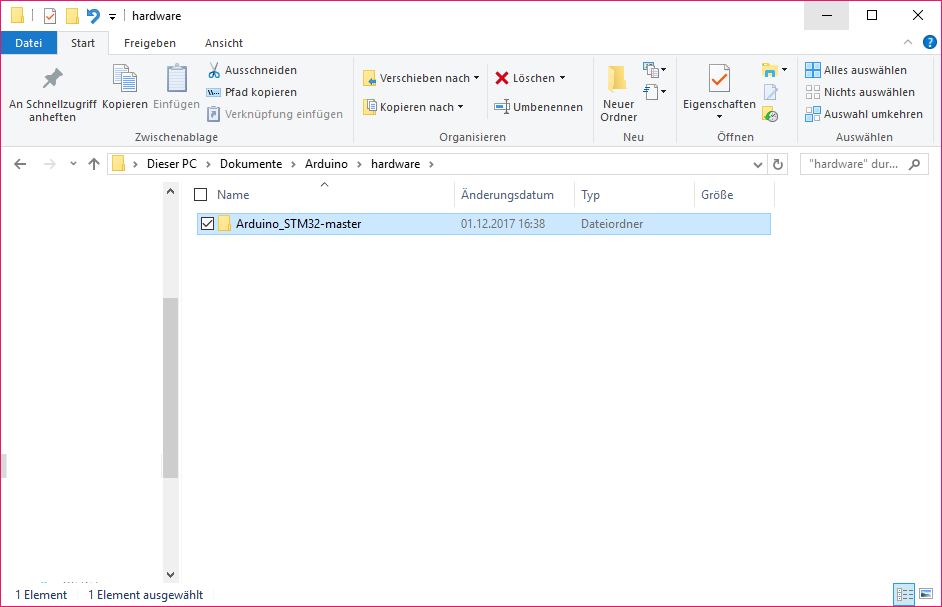 hardware
Datei Start Freigeben Ansicht
An Schnellzugriff anheften
Kopieren
Einfügen
Ausschneiden
Pfad kopieren
Verknüpfung einfügen
Zwischenablage
Verschieben nach
Kopieren nach
Löschen
Umbenennen
Organisieren
Neuer Ordner
Neu
Eigenschaften
Öffnen
Alles auswählen
Nichts auswählen
Auswahl umkehren
Auswählen
Dieser PC > Dokumente > Arduino > hardware >
"hardware" dur...
Name Änderungsdatum Typ Größe
Arduino_STM32-master 01.12.2017 16:38 Dateiordner
1 Element 1 Element ausgewählt